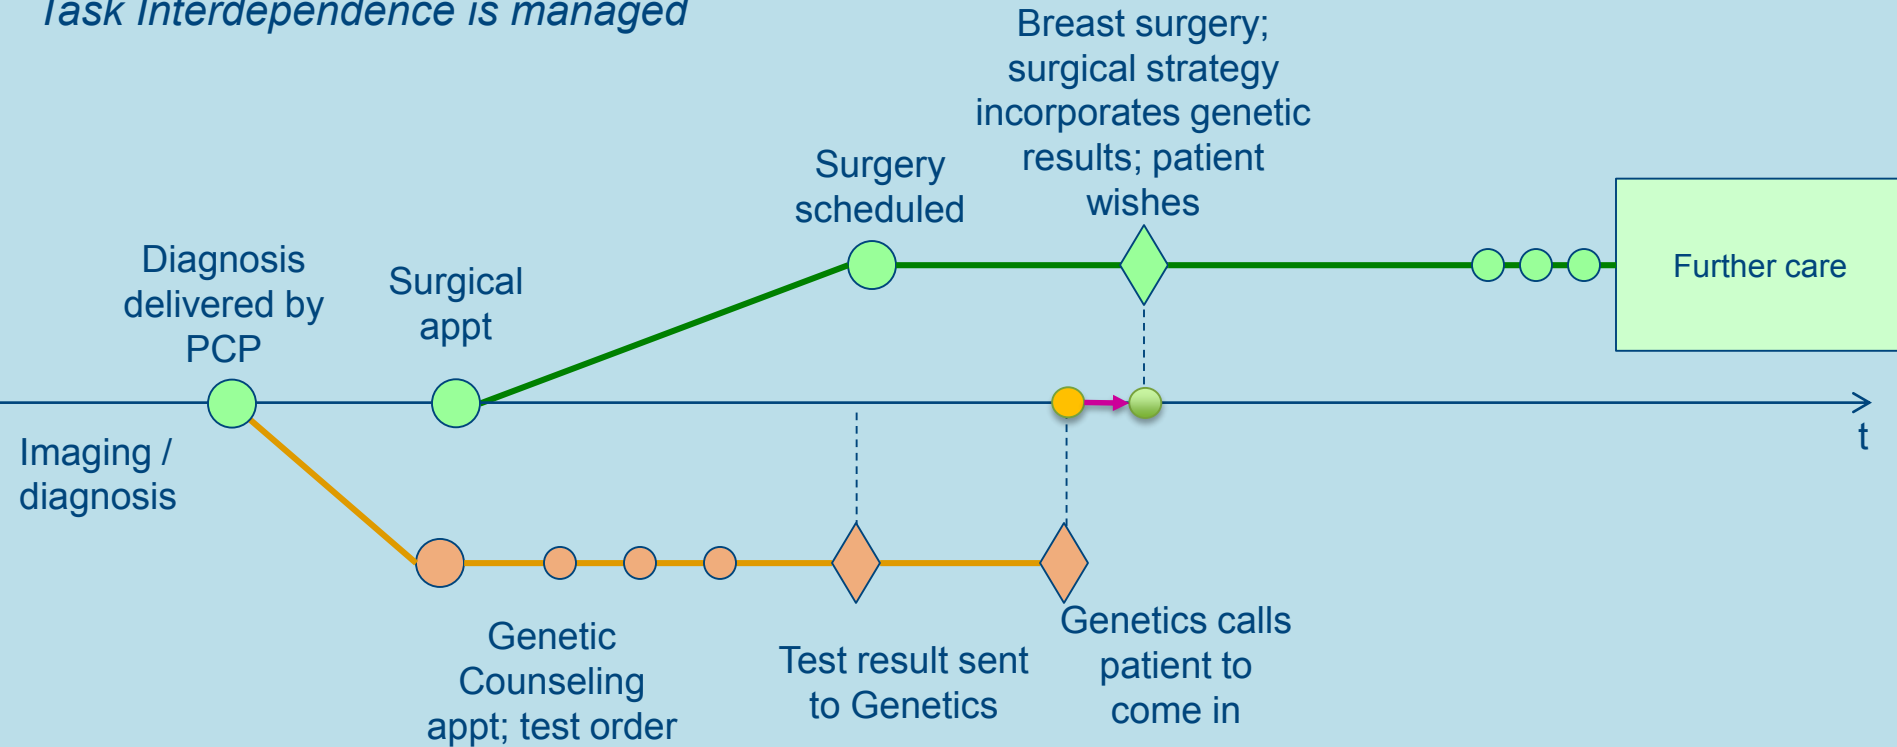 Task Interdependence is managed
Breast surgery;
surgical strategy
incorporates genetic
results; patient
wishes
Surgery
scheduled
Diagnosis
delivered by
PCP
Surgical
appt
Further care
t
Imaging /
diagnosis
Genetic
Counseling
appt; test order
Test result sent
to Genetics
Genetics calls
patient to
come in